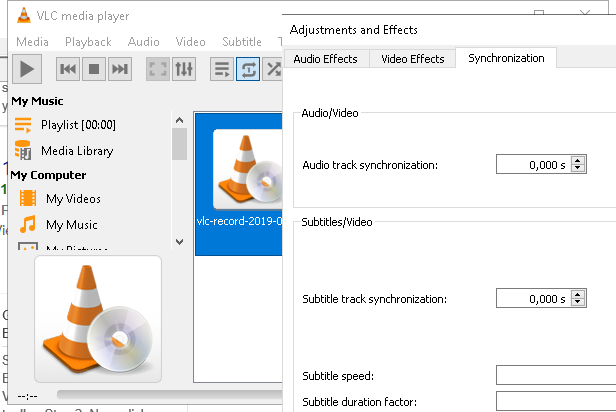 VLC media player
Media Playback Audio Video Subtitle T
My Music
Playlist [00:00]
Media Library
My Computer
My Videos
My Music
vlc-record-2019-0
--:--
Adjustments and Effects
Audio Effects Video Effects Synchronization
Audio/Video
Audio track synchronization: 0,000 s
Subtitles/Video
Subtitle track synchronization: 0,000 s
Subtitle speed:
Subtitle duration factor: